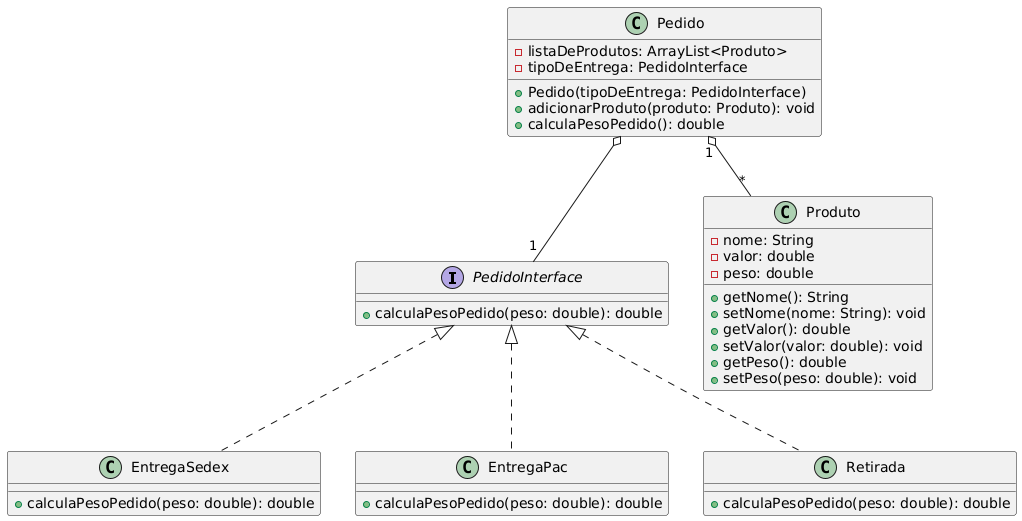 C Pedido
listaDeProdutos: ArrayList<Produto>
tipoDeEntrega: PedidoInterface
Pedido(tipoDeEntrega: PedidoInterface)
adicionarProduto(produto: Produto): void
calculaPesoPedido(): double
1
*
1
C Produto
nome: String
valor: double
peso: double
getNome(): String
setNome(nome: String): void
getValor(): double
setValor(valor: double): void
getPeso(): double
setPeso(peso: double): void
I PedidoInterface
calculaPesoPedido(peso: double): double
C EntregaSedex
calculaPesoPedido(peso: double): double
C EntregaPac
calculaPesoPedido(peso: double): double
C Retirada
calculaPesoPedido(peso: double): double